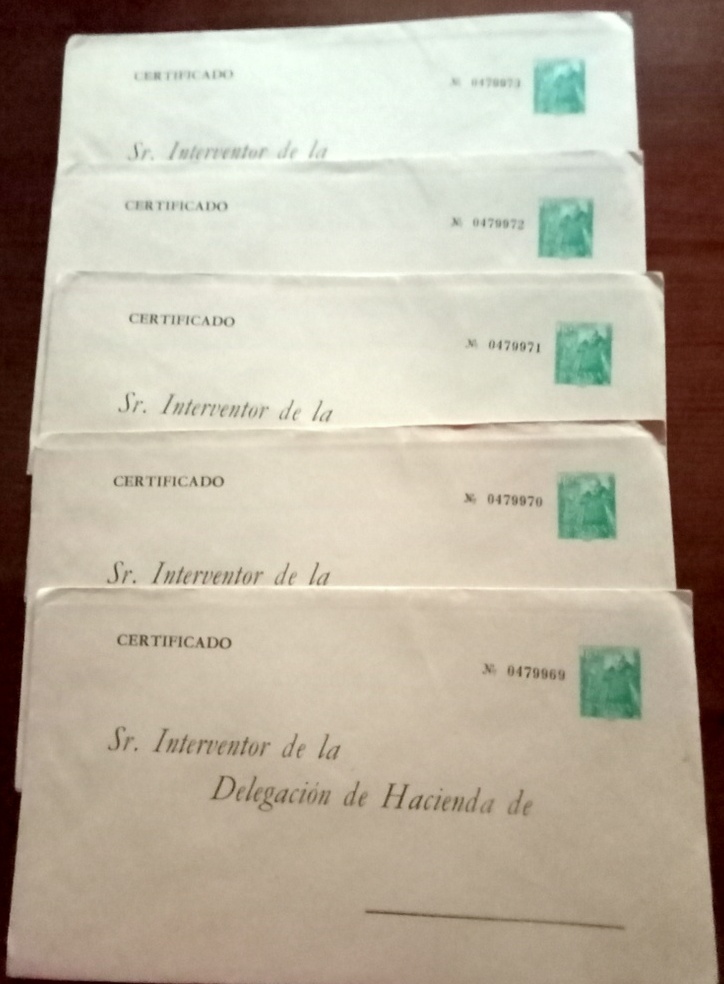 CERTIFICADO
№ 0479973
Sr. Interventor de la
CERTIFICADO
№ 0479972
CERTIFICADO
№ 0479971
Sr. Interventor de la
CERTIFICADO
№ 0479970
Sr. Interventor de la
CERTIFICADO
№ 0479969
Sr. Interventor de la
Delegación de Hacienda de